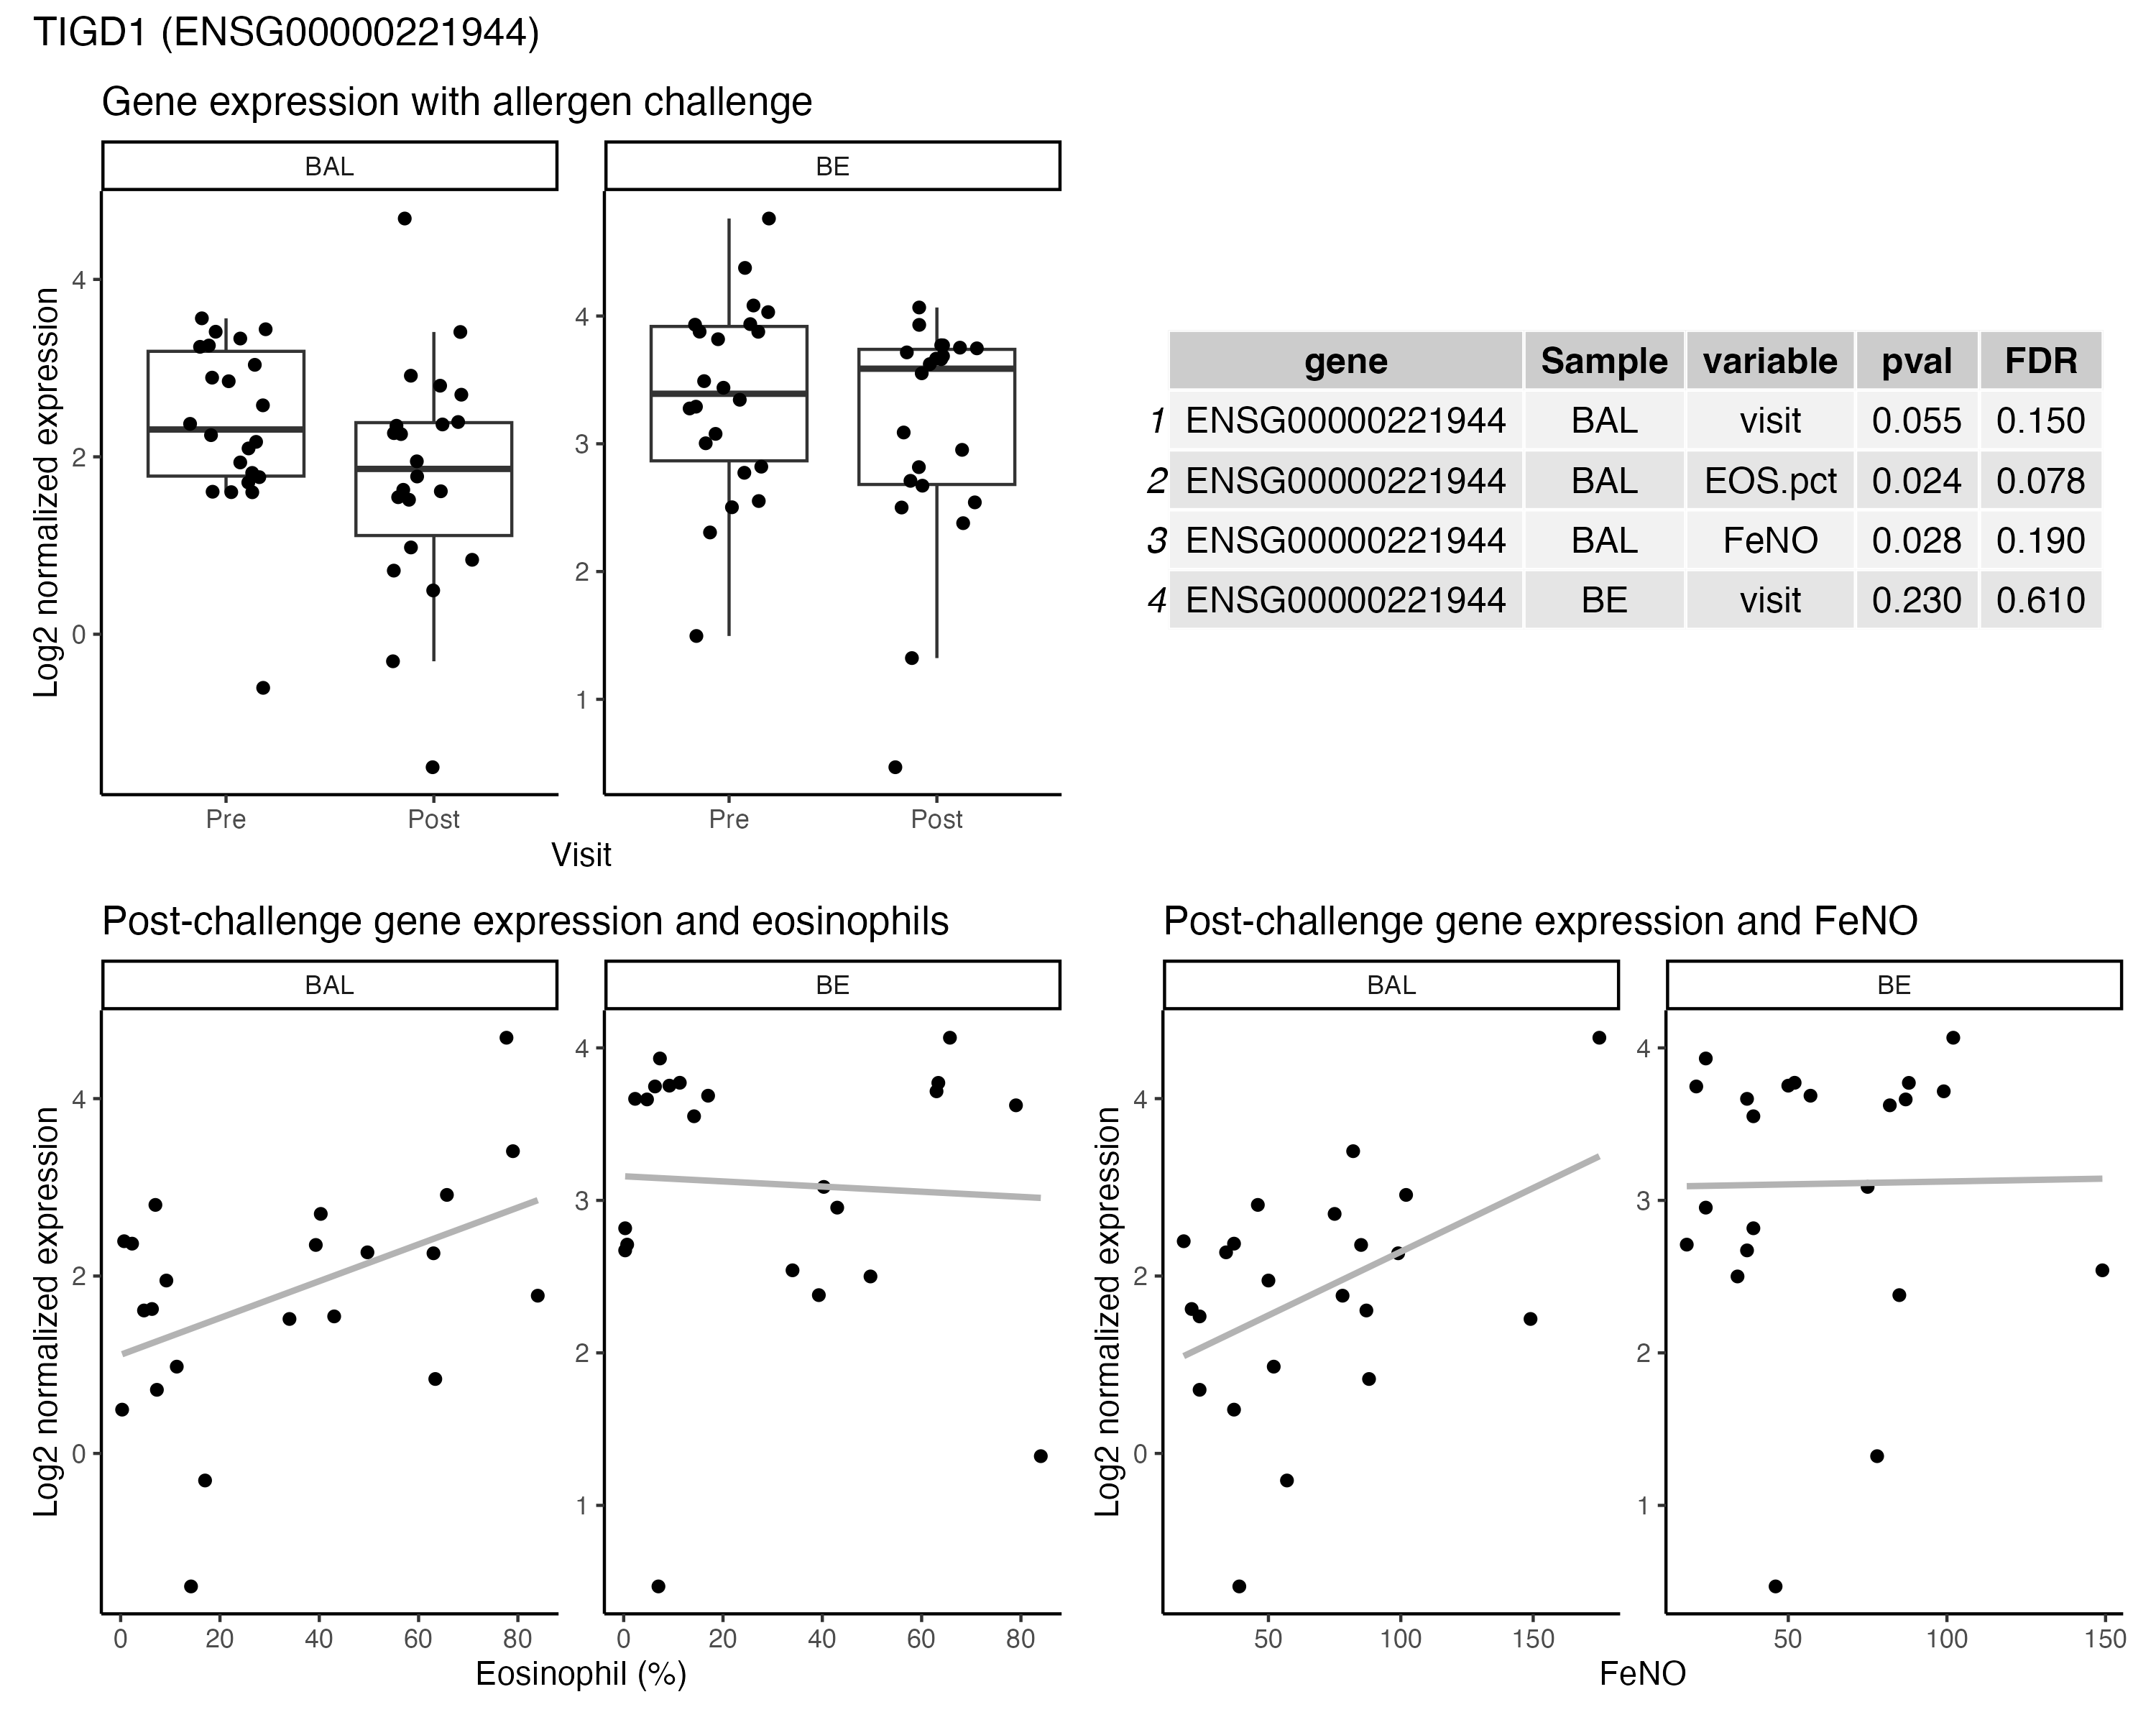 TIGD1 (ENSG00000221944)
Gene expression with allergen challenge
BAL
BE
Log2 normalized expression
4
2
0
4
3
2
1
Pre
Post
Pre
Post
Visit
gene Sample variable pval FDR
1 ENSG00000221944 BAL visit 0.055 0.150
2 ENSG00000221944 BAL EOS.pct 0.024 0.078
3 ENSG00000221944 BAL FeNO 0.028 0.190
4 ENSG00000221944 BE visit 0.230 0.610
Post-challenge gene expression and eosinophils
BAL
BE
Log2 normalized expression
4
2
0
4
3
2
1
0 20 40 60 80
0 20 40 60 80
Eosinophil (%)
Post-challenge gene expression and FeNO
BAL
BE
Log2 normalized expression
4
2
0
4
3
2
1
50 100 150
50 100 150
FeNO